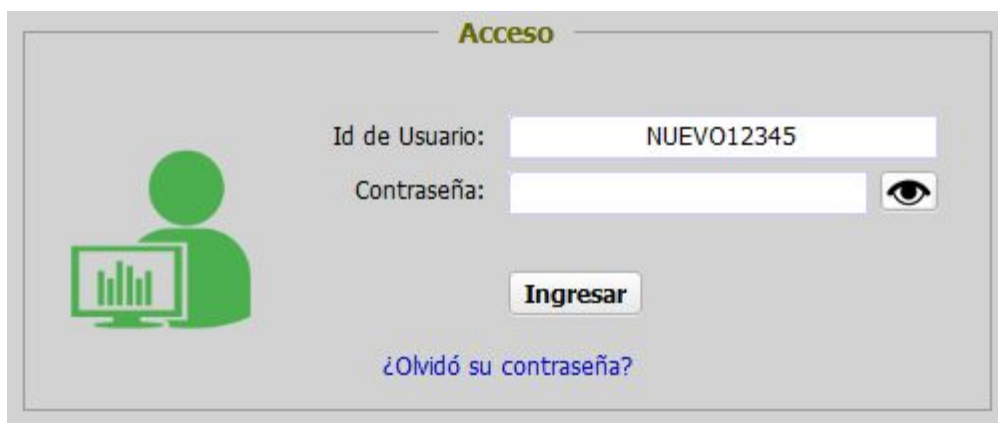 Acceso
Id de Usuario: NUEVO12345
Contraseña:
Ingresar
¿Olvidó su contraseña?